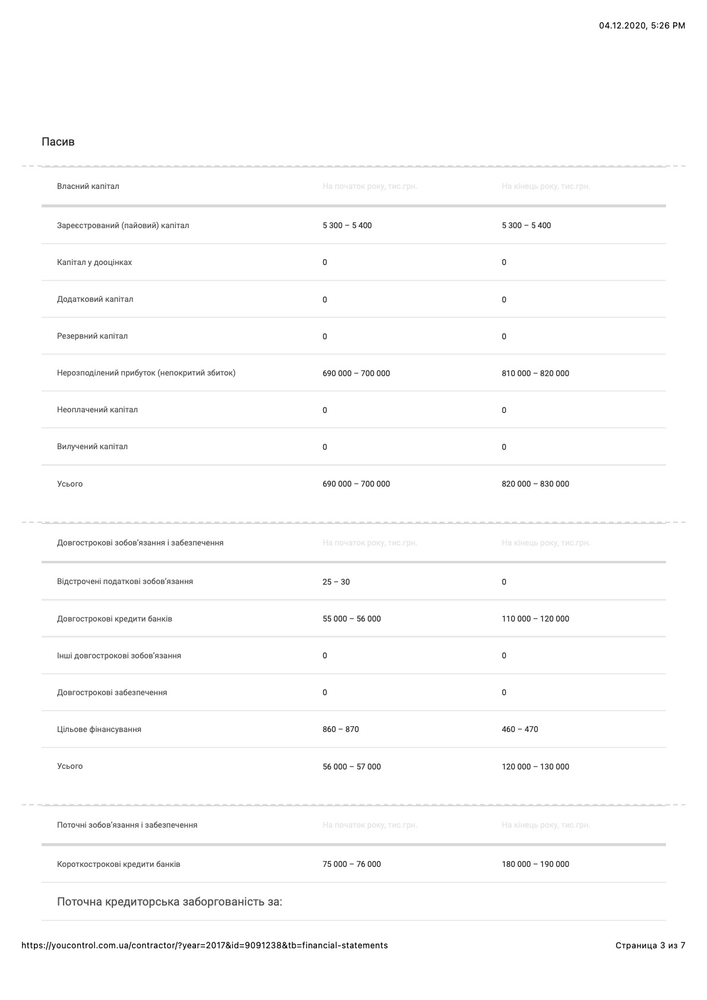 04.12.2020, 5:26 PM
Пасив
Власний капітал На початок року, тис.грн. На кінець року, тис.грн.
Зареєстрований (пайовий) капітал 5 300 – 5 400 5 300 – 5 400
Капітал у дооцінках 0 0
Додатковий капітал 0 0
Резервний капітал 0 0
Нерозподілений прибуток (непокритий збиток) 690 000 – 700 000 810 000 – 820 000
Неоплачений капітал 0 0
Вилучений капітал 0 0
Усього 690 000 – 700 000 820 000 – 830 000
Довгострокові зобов’язання і забезпечення На початок року, тис.грн. На кінець року, тис.грн.
Відстрочені податкові зобов’язання 25 – 30 0
Довгострокові кредити банків 55 000 – 56 000 110 000 – 120 000
Інші довгострокові зобов’язання 0 0
Довгострокові забезпечення 0 0
Цільове фінансування 860 – 870 460 – 470
Усього 56 000 – 57 000 120 000 – 130 000
Поточні зобов’язання і забезпечення На початок року, тис.грн. На кінець року, тис.грн.
Короткострокові кредити банків 75 000 – 76 000 180 000 – 190 000
Поточна кредиторська заборгованість за:
https://youcontrol.com.ua/contractor/?year=2017&id=9091238&tb=financial-statements Страница 3 из 7